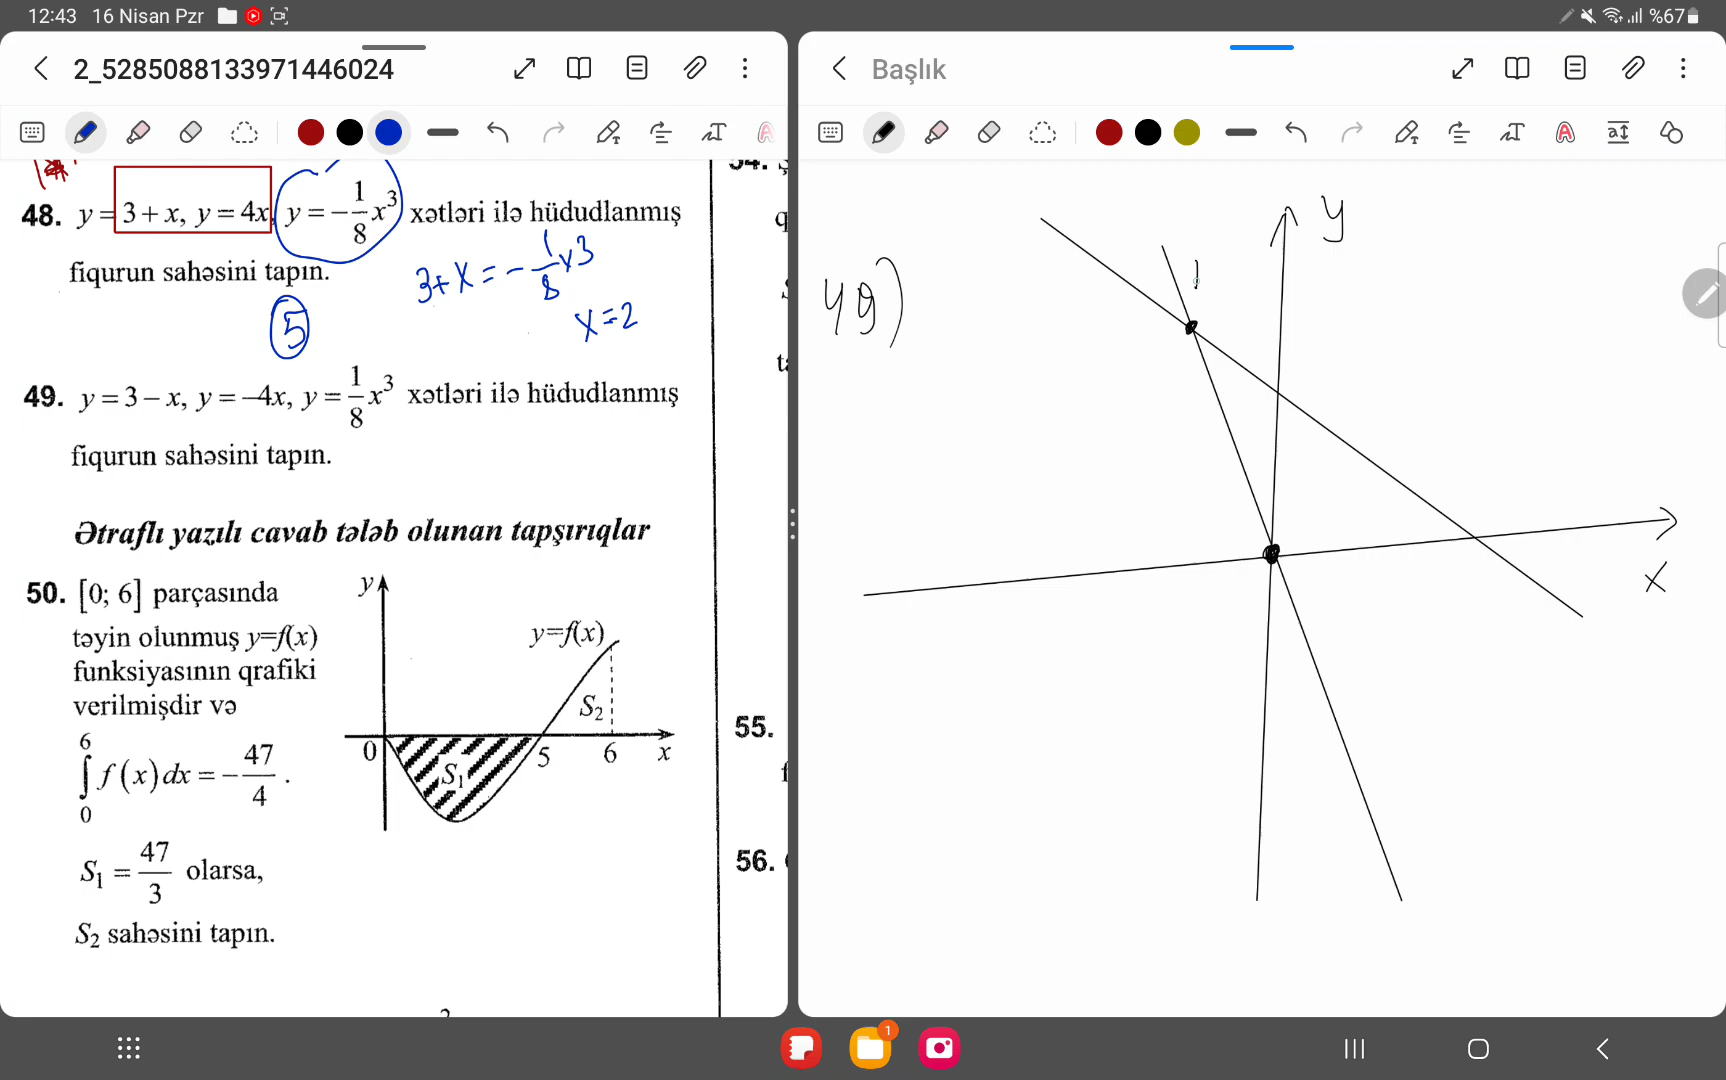 12:43 16 Nisan Pzr
%67
2_5285088133971446024
Başlık
48. y = 3 + x, y = 4x, y = -1/8 x³ xətləri ilə hüdudlanmış
fiqurun sahəsini tapın.
3+x = -1/8 x3
x=2
5
49. y = 3 – x, y = –4x, y = 1/8 x³ xətləri ilə hüdudlanmış
fiqurun sahəsini tapın.
Ətraflı yazılı cavab tələb olunan tapşırıqlar
50. [0; 6] parçasında
təyin olunmuş y=f(x)
funksiyasının qrafiki
verilmişdir və
∫₀⁶ f(x)dx = -47/4 .
S₁ = 47/3 olarsa,
S₂ sahəsini tapın.
y
y=f(x)
S₂
S₁
0 5 6 x
54.
55.
56.
49)
y
x
1